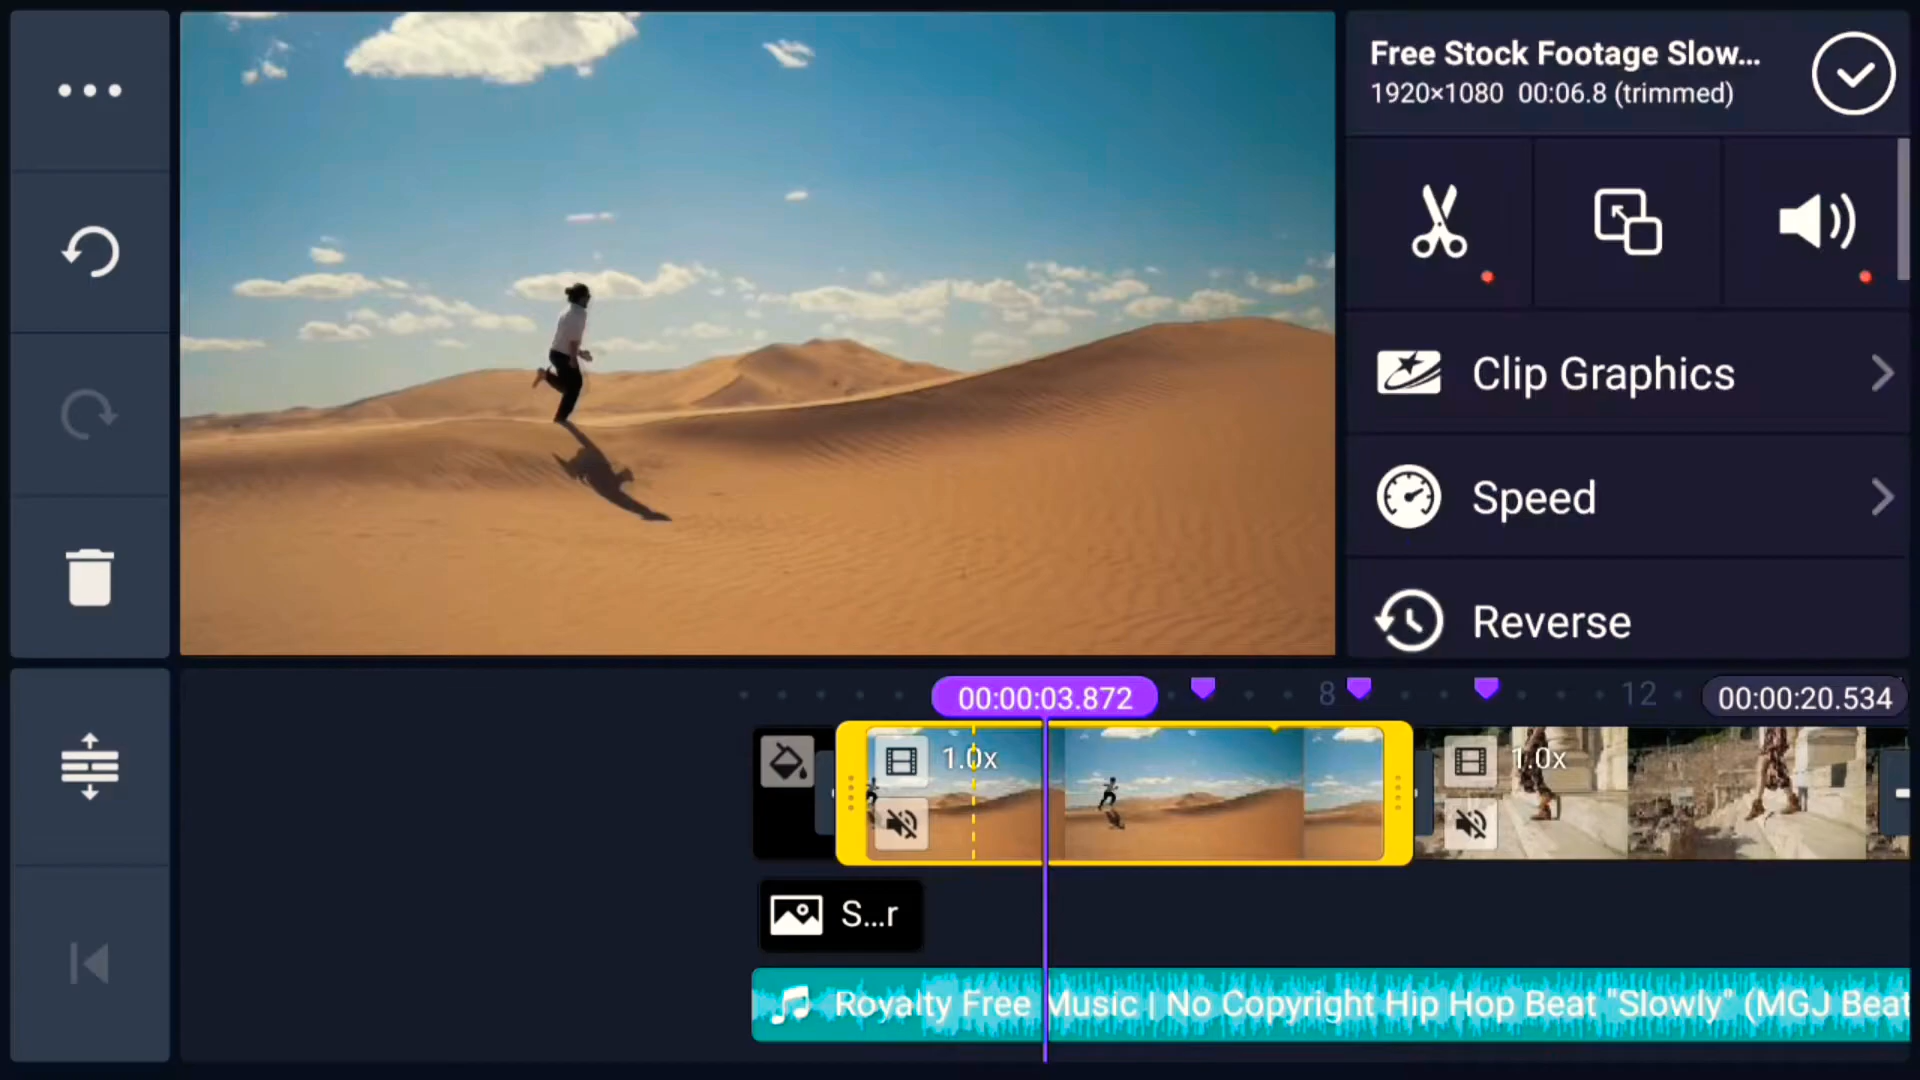 Free Stock Footage Slow...
1920×1080 00:06.8 (trimmed)
Clip Graphics
Speed
Reverse
00:00:03.872
8
12
00:00:20.534
1.0x
1.0x
S...r
Royalty Free Music | No Copyright Hip Hop Beat "Slowly" (MGJ Beat